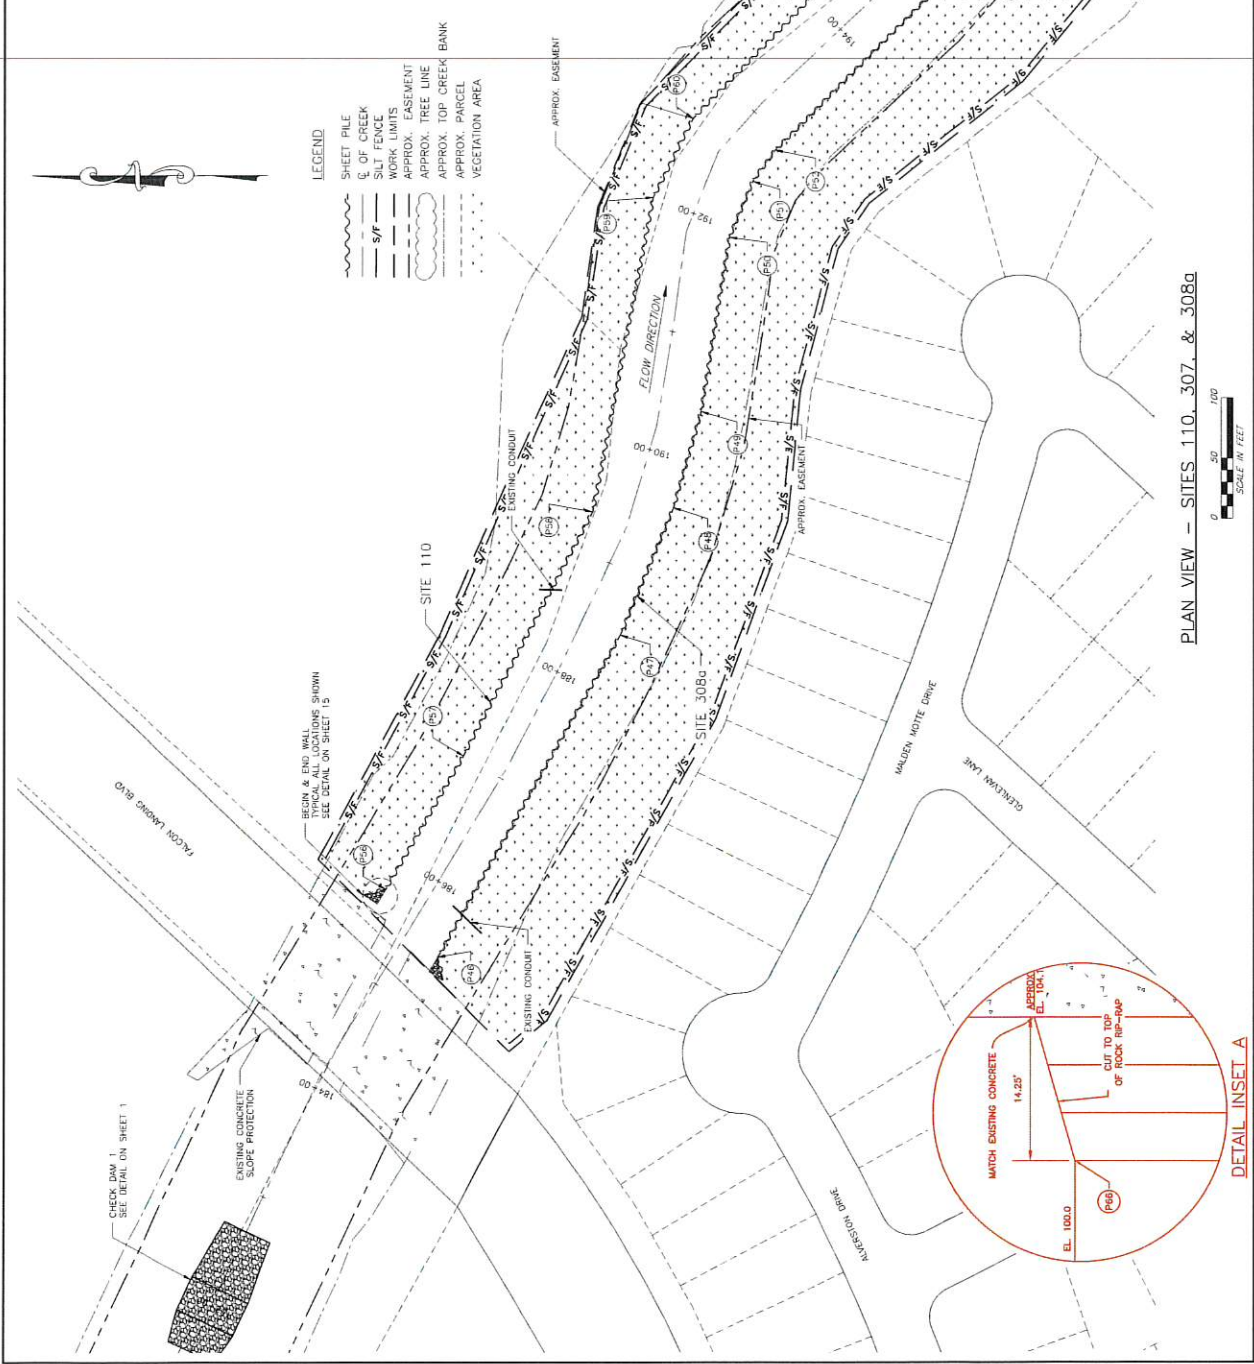 LEGEND
SHEET PILE
℄ OF CREEK
SILT FENCE
WORK LIMITS
APPROX. EASEMENT
APPROX. TREE LINE
APPROX. TOP CREEK BANK
APPROX. PARCEL
VEGETATION AREA
S/F
APPROX. EASEMENT
CHECK DAM 1
SEE DETAIL ON SHEET 1
EXISTING CONCRETE
SLOPE PROTECTION
FALCON LANDING BLVD
BEGIN & END WALL
TYPICAL ALL LOCATIONS SHOWN
SEE DETAIL ON SHEET 15
SITE 110
EXISTING CONDUIT
P56
P57
P58
P59
P60
184+00
186+00
188+00
190+00
192+00
194+00
FLOW DIRECTION
P46
P47
P48
P49
P50
P51
P52
EXISTING CONDUIT
SITE 308a
APPROX. EASEMENT
S/F
ALVERSTON DRIVE
MALDEN MOTTE DRIVE
GLENLEVAN LANE
MATCH EXISTING CONCRETE
14.25'
APPROX
EL. 104.1
CUT TO TOP
OF ROCK RIP-RAP
EL. 100.0
P66
DETAIL INSET A
PLAN VIEW - SITES 110, 307, & 308a
0 50 100
SCALE IN FEET